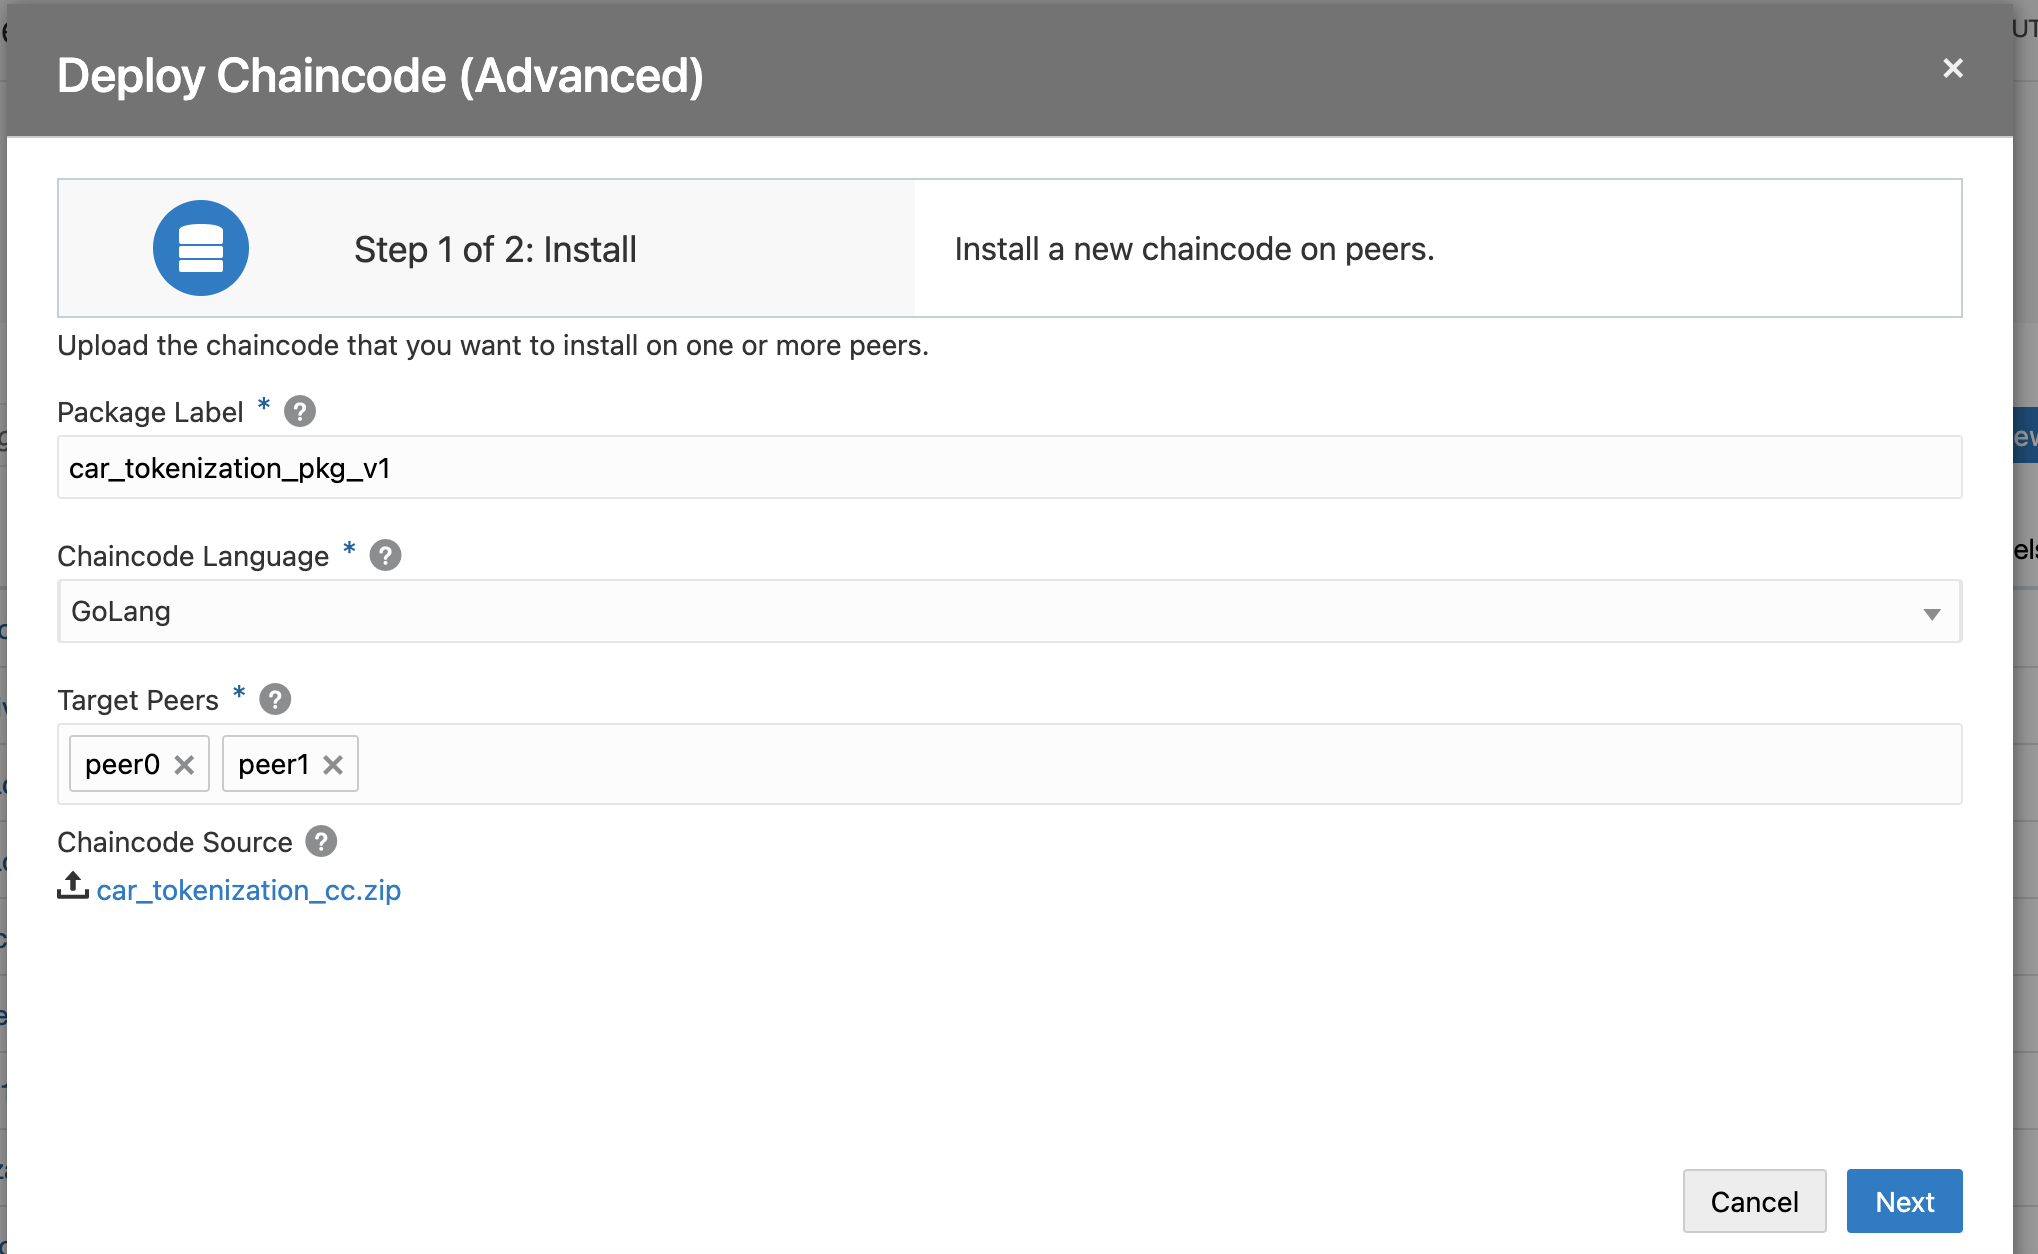 Deploy Chaincode (Advanced)
Step 1 of 2: Install
Install a new chaincode on peers.
Upload the chaincode that you want to install on one or more peers.
Package Label * ?
car_tokenization_pkg_v1
Chaincode Language * ?
GoLang
Target Peers * ?
peer0 × peer1 ×
Chaincode Source ?
car_tokenization_cc.zip
Cancel Next